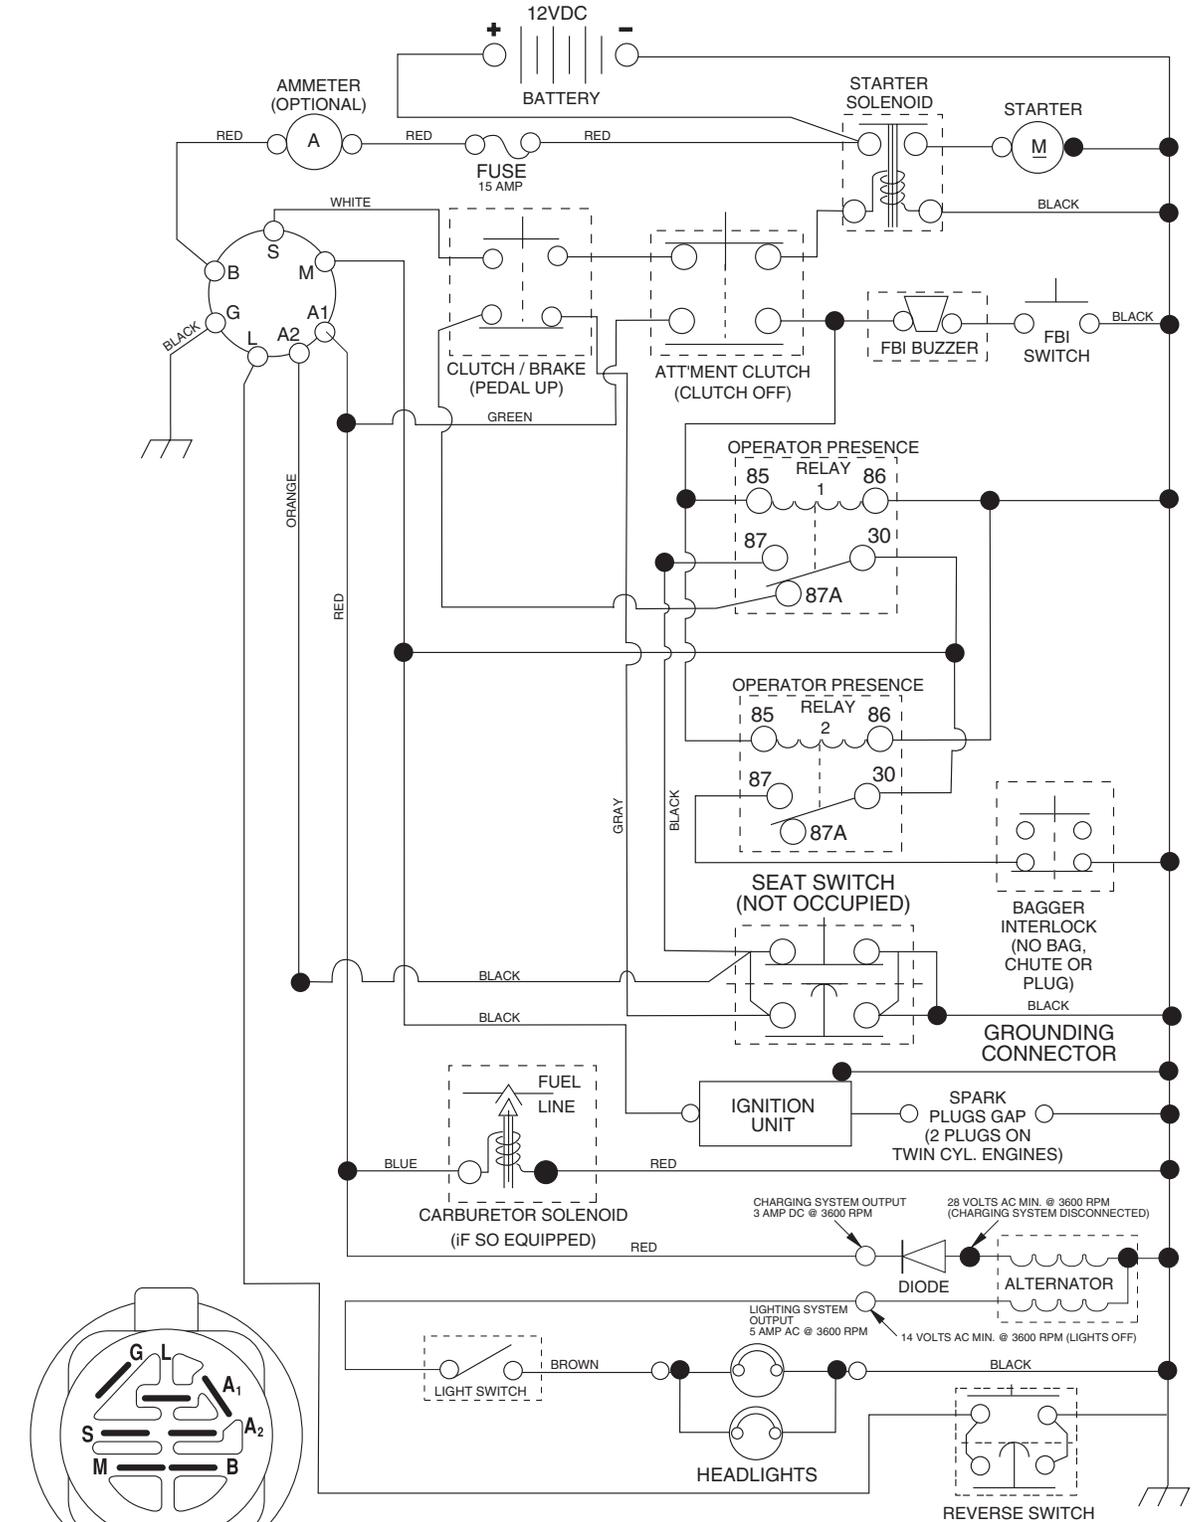 12VDC
+ −
BATTERY
AMMETER
(OPTIONAL)
A
RED
RED
RED
FUSE
15 AMP
STARTER
SOLENOID
STARTER
M
BLACK
WHITE
S
B
M
G
A1
L
A2
BLACK
CLUTCH / BRAKE
(PEDAL UP)
ATT'MENT CLUTCH
(CLUTCH OFF)
FBI BUZZER
FBI
SWITCH
BLACK
GREEN
ORANGE
RED
OPERATOR PRESENCE
RELAY
1
85
86
87
30
87A
OPERATOR PRESENCE
RELAY
2
85
86
87
30
87A
GRAY
BLACK
SEAT SWITCH
(NOT OCCUPIED)
BAGGER
INTERLOCK
(NO BAG,
CHUTE OR
PLUG)
BLACK
BLACK
BLACK
GROUNDING
CONNECTOR
FUEL
LINE
IGNITION
UNIT
SPARK
PLUGS GAP
(2 PLUGS ON
TWIN CYL. ENGINES)
BLUE
RED
CARBURETOR SOLENOID
(iF SO EQUIPPED)
RED
CHARGING SYSTEM OUTPUT
3 AMP DC @ 3600 RPM
28 VOLTS AC MIN. @ 3600 RPM
(CHARGING SYSTEM DISCONNECTED)
DIODE
ALTERNATOR
LIGHTING SYSTEM
OUTPUT
5 AMP AC @ 3600 RPM
14 VOLTS AC MIN. @ 3600 RPM (LIGHTS OFF)
LIGHT SWITCH
BROWN
BLACK
HEADLIGHTS
REVERSE SWITCH
G L
A1
A2
S
M
B